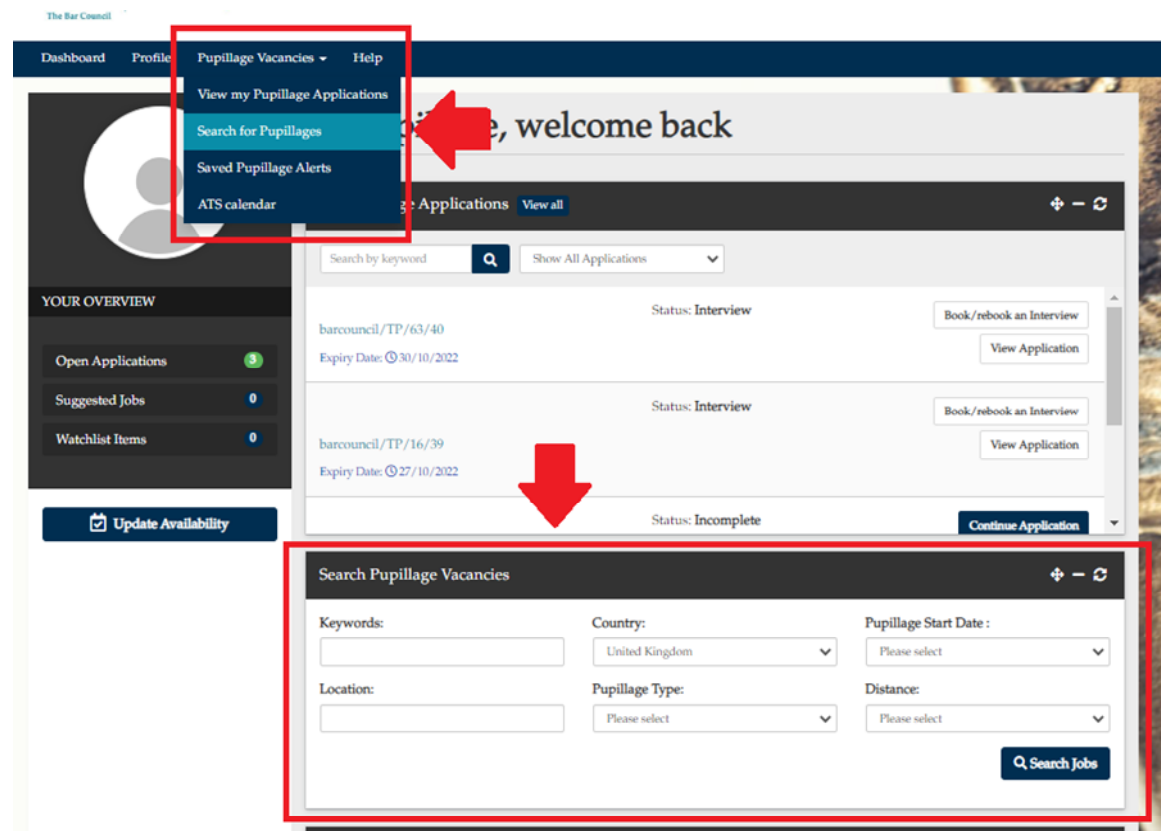 The Bar Council
Dashboard Profile Pupillage Vacancies Help
View my Pupillage Applications
Search for Pupillages
Saved Pupillage Alerts
ATS calendar
, welcome back
Applications View all
Search by keyword Show All Applications
YOUR OVERVIEW
Open Applications 3
Suggested Jobs 0
Watchlist Items 0
Update Availability
Status: Interview
barcouncil/TP/63/40
Expiry Date: 30/10/2022
Book/rebook an Interview
View Application
Status: Interview
barcouncil/TP/16/39
Expiry Date: 27/10/2022
Book/rebook an Interview
View Application
Status: Incomplete
Continue Application
Search Pupillage Vacancies
Keywords: Country: Pupillage Start Date :
United Kingdom Please select
Location: Pupillage Type: Distance:
Please select Please select
Search Jobs